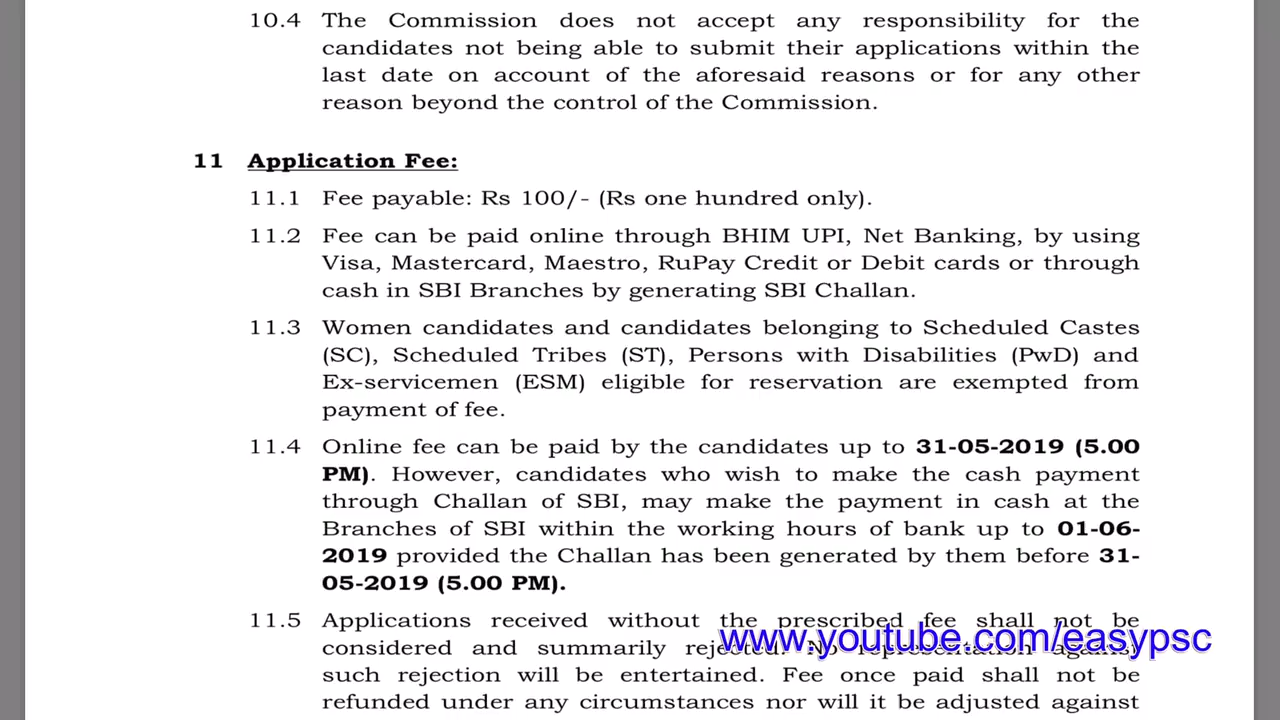 10.4 The Commission does not accept any responsibility for the
candidates not being able to submit their applications within the
last date on account of the aforesaid reasons or for any other
reason beyond the control of the Commission.
11 Application Fee:
11.1 Fee payable: Rs 100/- (Rs one hundred only).
11.2 Fee can be paid online through BHIM UPI, Net Banking, by using
Visa, Mastercard, Maestro, RuPay Credit or Debit cards or through
cash in SBI Branches by generating SBI Challan.
11.3 Women candidates and candidates belonging to Scheduled Castes
(SC), Scheduled Tribes (ST), Persons with Disabilities (PwD) and
Ex-servicemen (ESM) eligible for reservation are exempted from
payment of fee.
11.4 Online fee can be paid by the candidates up to 31-05-2019 (5.00
PM). However, candidates who wish to make the cash payment
through Challan of SBI, may make the payment in cash at the
Branches of SBI within the working hours of bank up to 01-06-
2019 provided the Challan has been generated by them before 31-
05-2019 (5.00 PM).
11.5 Applications received without the prescribed fee shall not be
considered and summarily rejected. No representation against
www.youtube.com/easypsc
such rejection will be entertained. Fee once paid shall not be
refunded under any circumstances nor will it be adjusted against